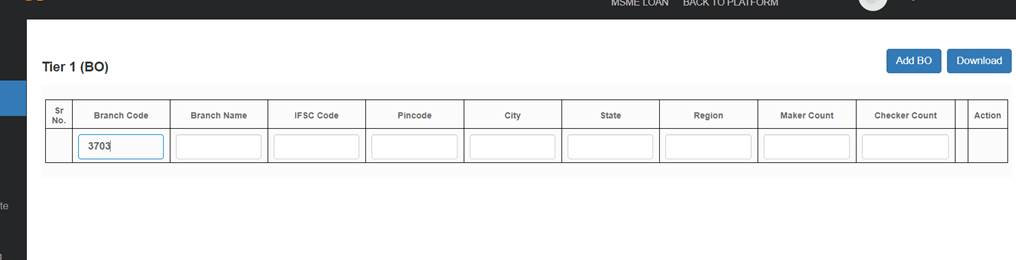 MSME LOAN BACK TO PLATFORM
Tier 1 (BO)
Add BO Download
Sr No. Branch Code Branch Name IFSC Code Pincode City State Region Maker Count Checker Count Action
3703
te